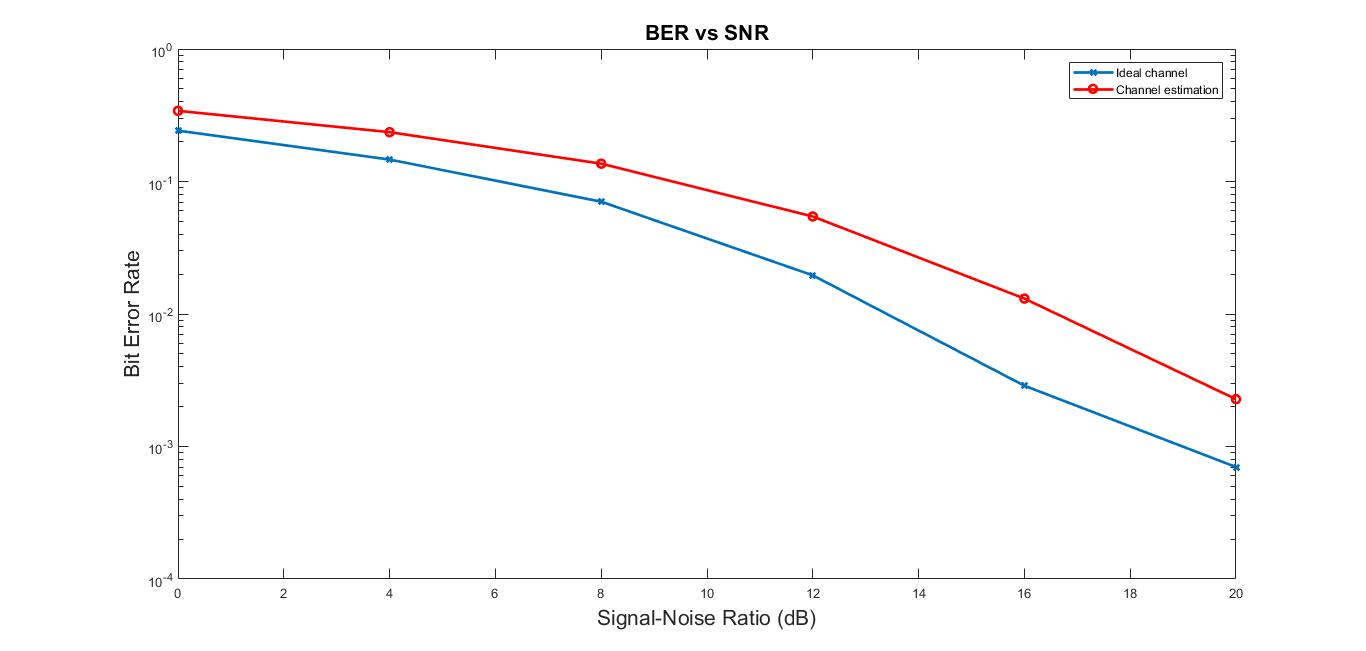 BER vs SNR
Ideal channel
Channel estimation
10^0
10^-1
10^-2
10^-3
10^-4
Bit Error Rate
0 2 4 6 8 10 12 14 16 18 20
Signal-Noise Ratio (dB)